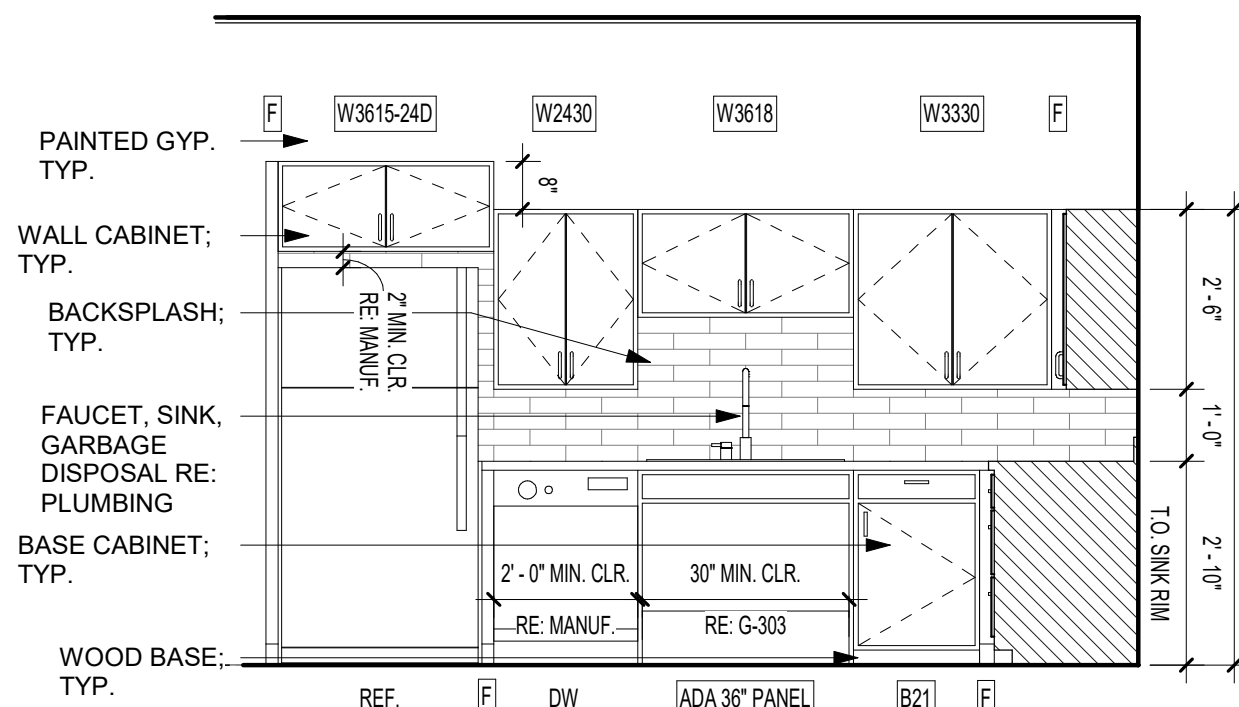 F
W3615-24D
W2430
W3618
W3330
F
PAINTED GYP.
TYP.
8"
WALL CABINET;
TYP.
2" MIN. CLR.
RE: MANUF.
BACKSPLASH;
TYP.
2' - 6"
FAUCET, SINK,
GARBAGE
DISPOSAL RE:
PLUMBING
1' - 0"
BASE CABINET;
TYP.
2' - 0" MIN. CLR.
30" MIN. CLR.
RE: MANUF.
RE: G-303
T.O. SINK RIM
2' - 10"
WOOD BASE;
TYP.
REF.
F
DW
ADA 36" PANEL
B21
F